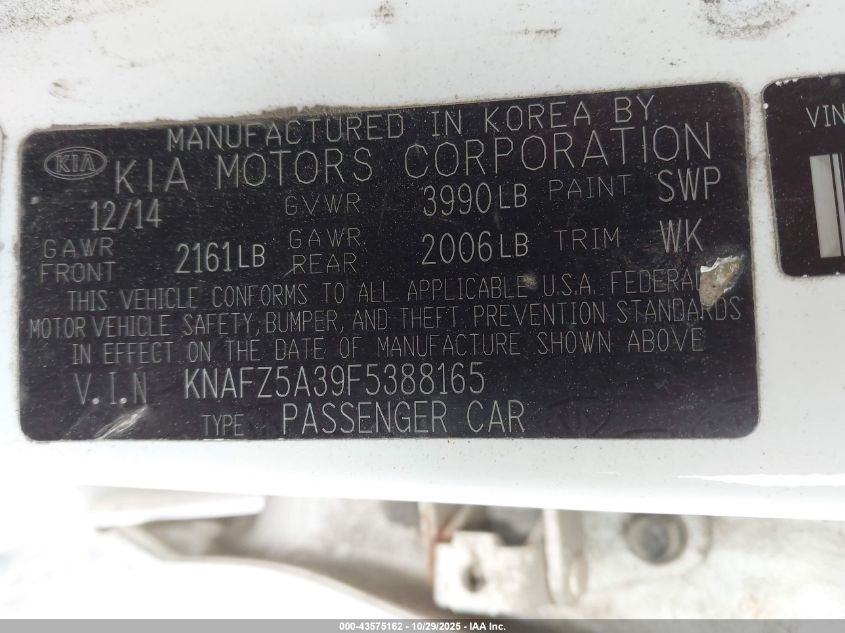 MANUFACTURED IN KOREA BY
KIA KIA MOTORS CORPORATION
12/14 GVWR 3990LB PAINT SWP
GAWR FRONT 2161LB GAWR REAR 2006LB TRIM WK
THIS VEHICLE CONFORMS TO ALL APPLICABLE U.S.A. FEDERAL
MOTOR VEHICLE SAFETY, BUMPER, AND THEFT PREVENTION STANDARDS
IN EFFECT ON THE DATE OF MANUFACTURE SHOWN ABOVE
V.I.N KNAFZ5A39F5388165
TYPE PASSENGER CAR
VIN
000-43575162 - 10/29/2025 - IAA Inc.